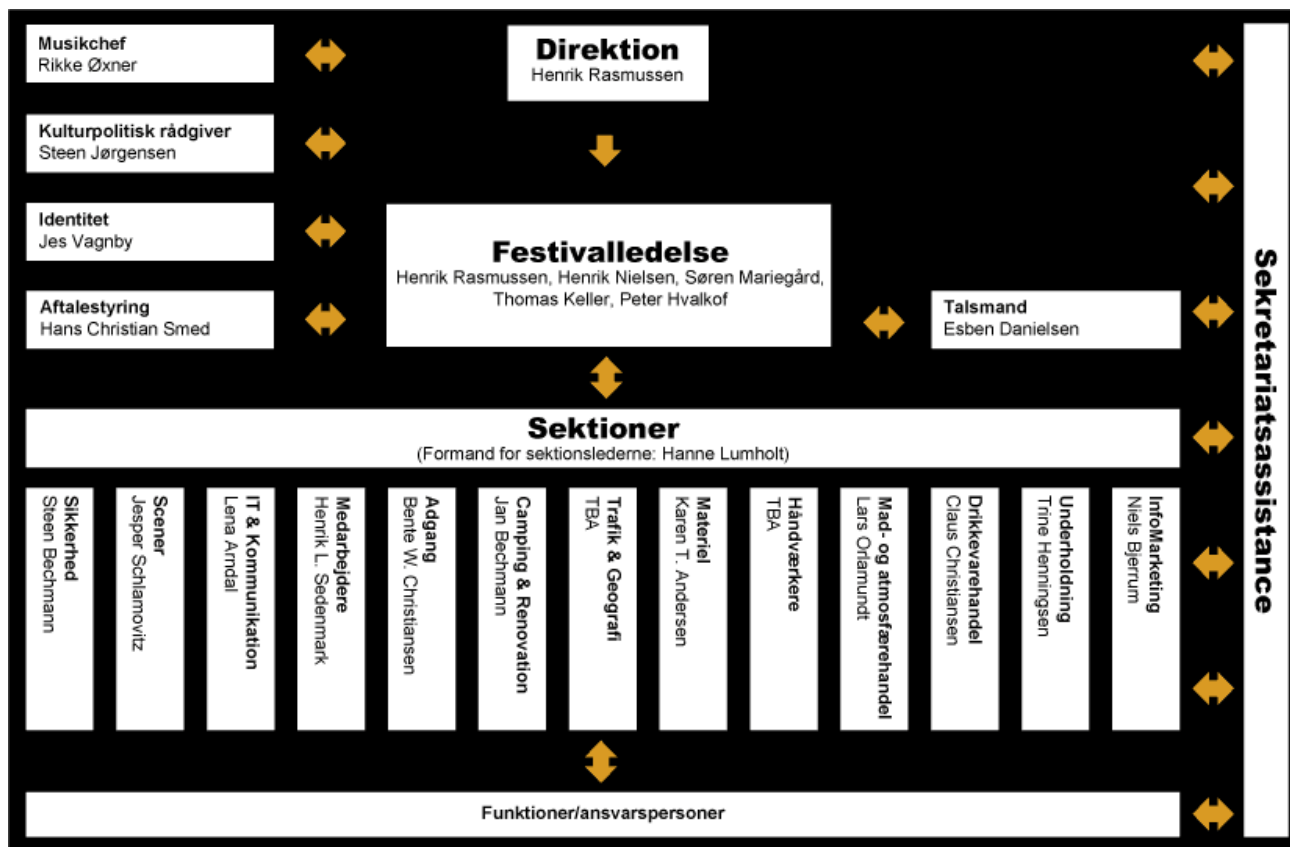 Musikchef
Rikke Øxner
Direktion
Henrik Rasmussen
Kulturpolitisk rådgiver
Steen Jørgensen
Identitet
Jes Vagnby
Festivalledelse
Henrik Rasmussen, Henrik Nielsen, Søren Mariegård,
Thomas Keller, Peter Hvalkof
Aftalestyring
Hans Christian Smed
Talsmand
Esben Danielsen
Sekretariatsassistance
Sektioner
(Formand for sektionslederne: Hanne Lumholt)
Sikkerhed
Steen Bechmann
Scener
Jesper Schlamovitz
IT & Kommunikation
Lena Arndal
Medarbejdere
Henrik L. Sedenmark
Adgang
Bente W. Christiansen
Camping & Renovation
Jan Bechmann
Trafik & Geografi
TBA
Materiel
Karen T. Andersen
Håndværkere
TBA
Mad- og atmosfærehandel
Lars Orlamundt
Drikkevarehandel
Claus Christiansen
Underholdning
Trine Henningsen
InfoMarketing
Niels Bjerrum
Funktioner/ansvarspersoner